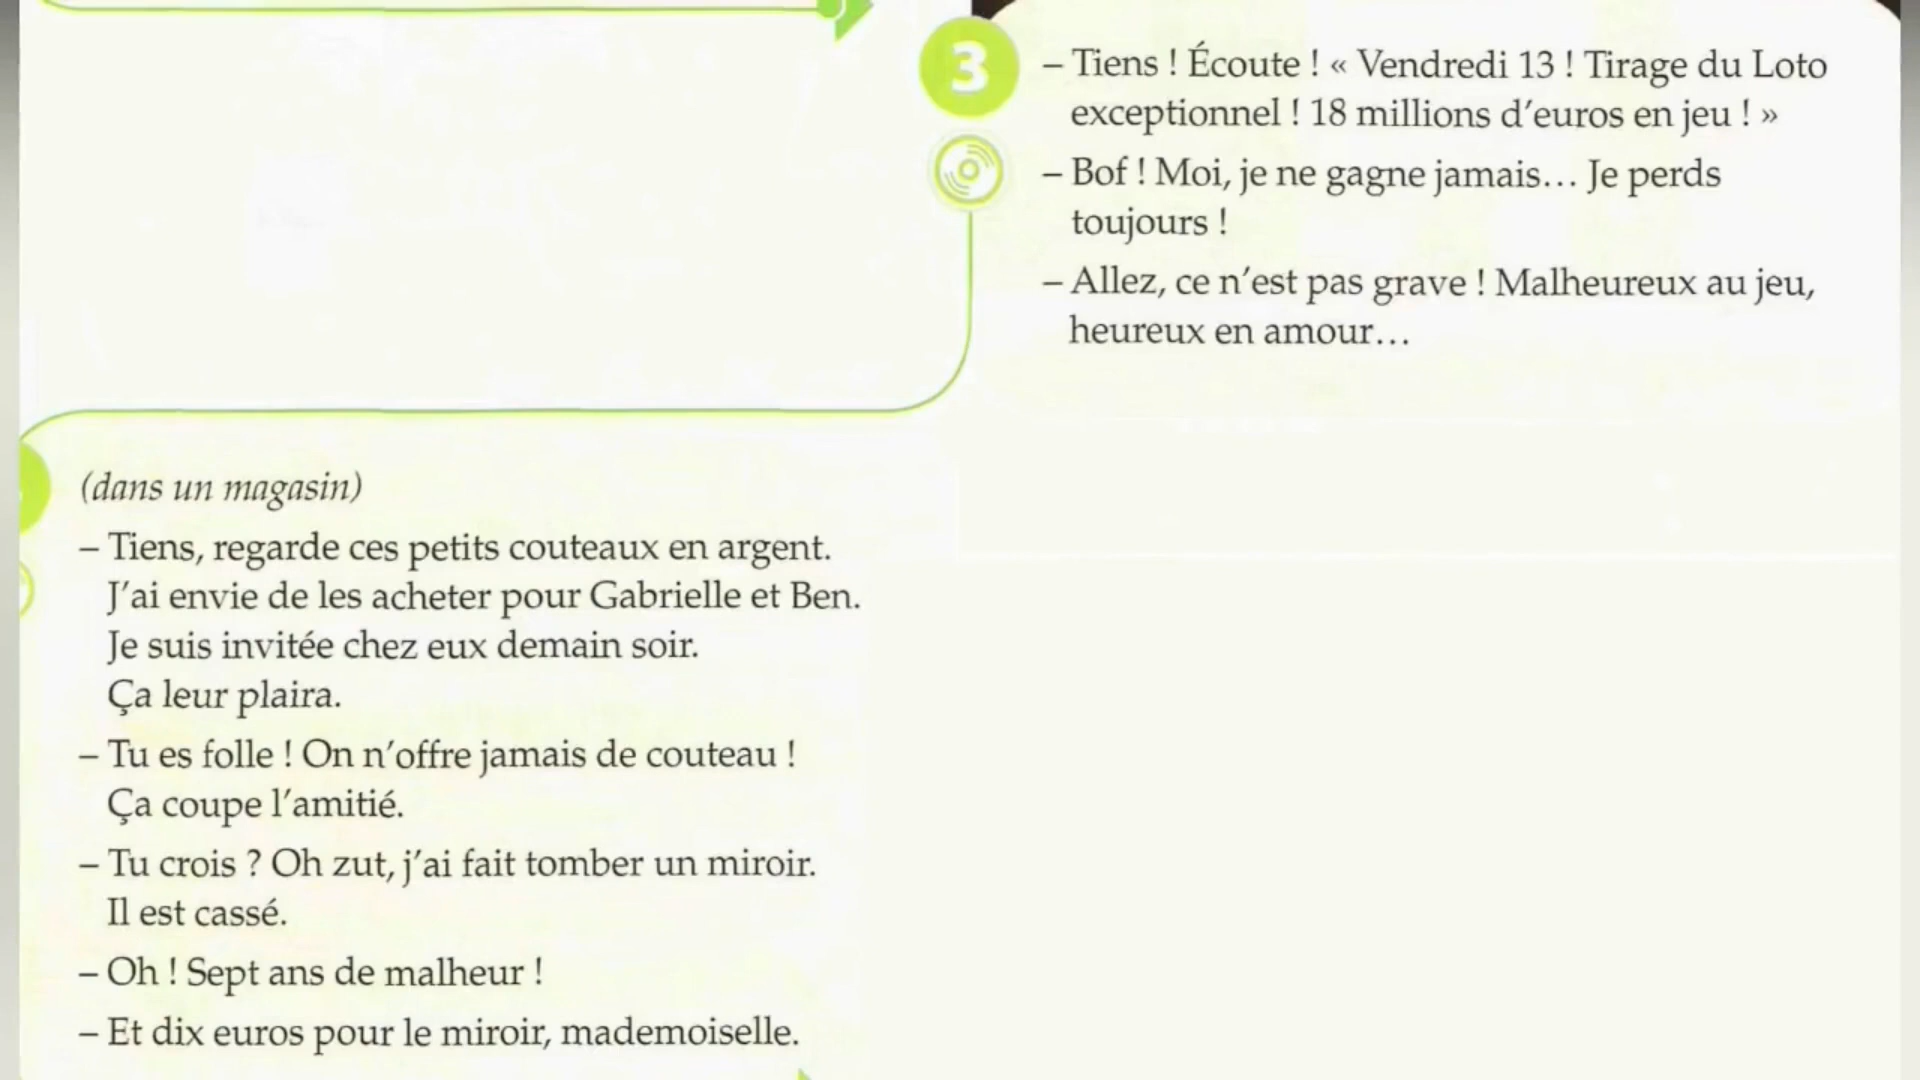 3
– Tiens ! Écoute ! « Vendredi 13 ! Tirage du Loto
exceptionnel ! 18 millions d’euros en jeu ! »
– Bof ! Moi, je ne gagne jamais… Je perds
toujours !
– Allez, ce n’est pas grave ! Malheureux au jeu,
heureux en amour…
(dans un magasin)
– Tiens, regarde ces petits couteaux en argent.
J’ai envie de les acheter pour Gabrielle et Ben.
Je suis invitée chez eux demain soir.
Ça leur plaira.
– Tu es folle ! On n’offre jamais de couteau !
Ça coupe l’amitié.
– Tu crois ? Oh zut, j’ai fait tomber un miroir.
Il est cassé.
– Oh ! Sept ans de malheur !
– Et dix euros pour le miroir, mademoiselle.